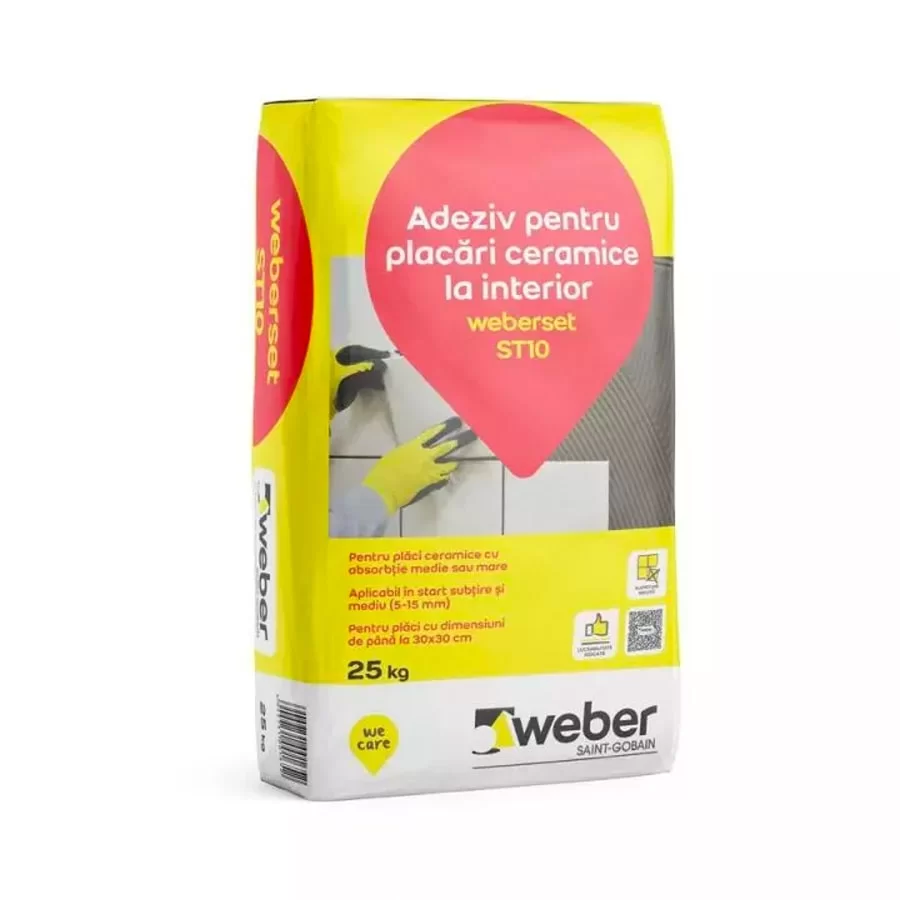 Adeziv pentru
placări ceramice
la interior
weberset
ST10
weberset
ST10
Pentru plăci ceramice cu
absorbție medie sau mare
Aplicabil în start subțire și
mediu (5-15 mm)
Pentru plăci cu dimensiuni
de până la 30x30 cm
25 kg
we
care
weber
SAINT-GOBAIN
weber
25 kg